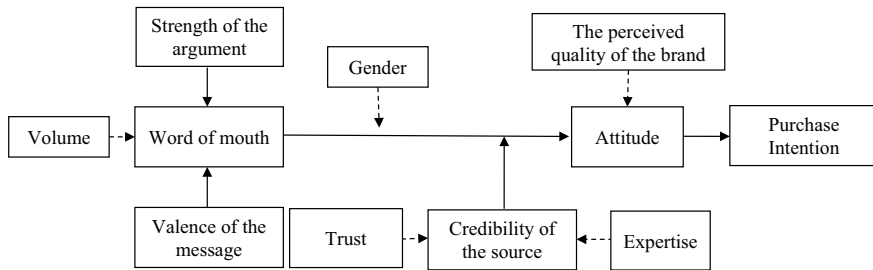 Strength of the
argument
The perceived
quality of the brand
Gender
Volume
Word of mouth
Attitude
Purchase
Intention
Valence of the
message
Trust
Credibility of
the source
Expertise